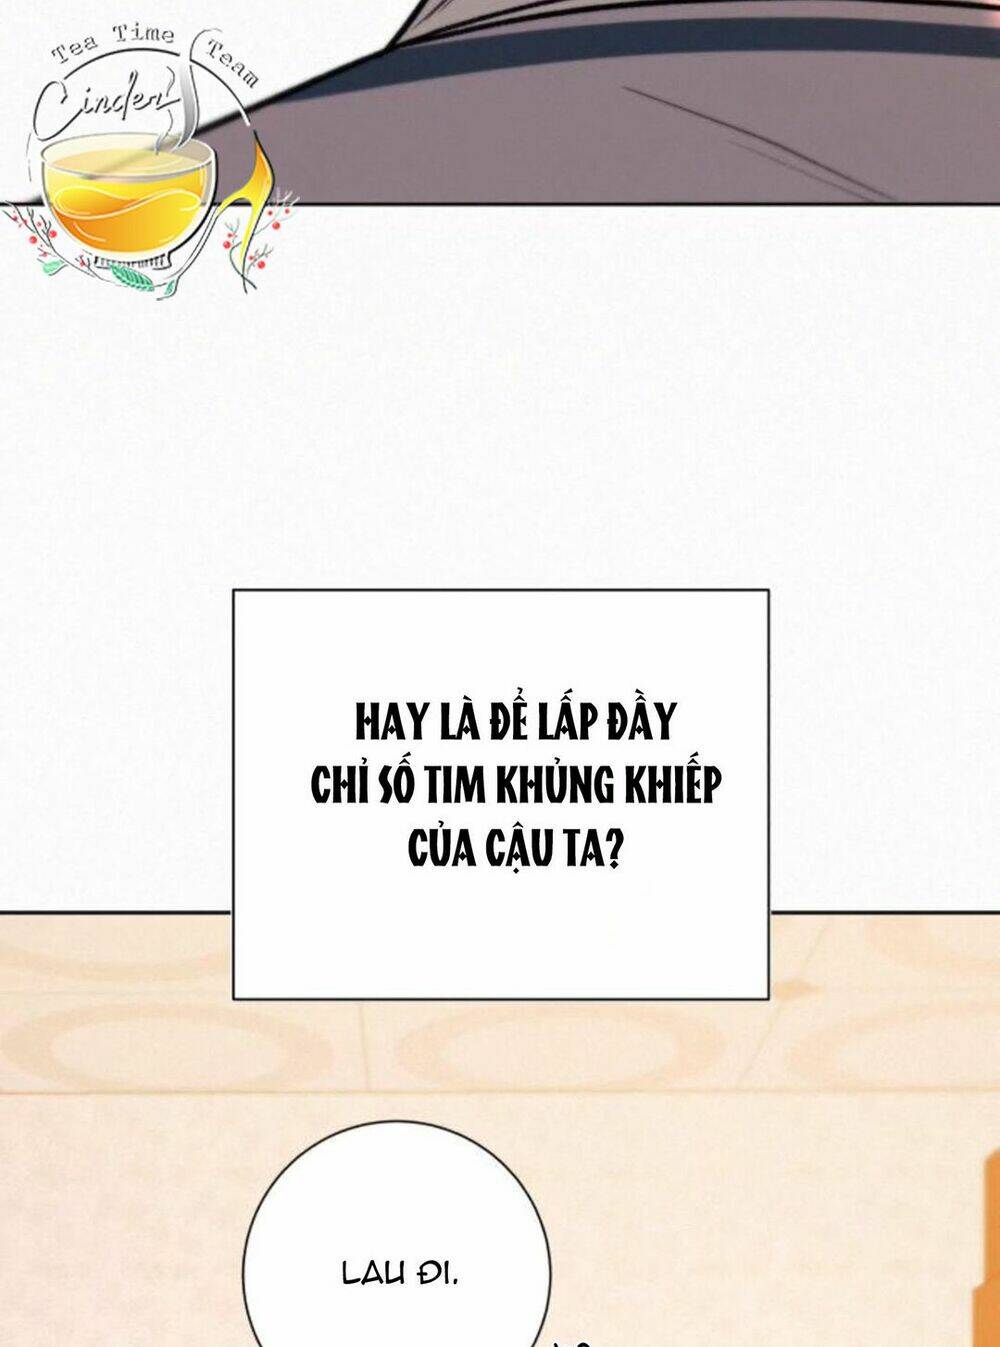 Tea Time Team
Cinder
HAY LÀ ĐỂ LẤP ĐẦY
CHỈ SỐ TIM KHỦNG KHIẾP
CỦA CẬU TA?
LAU ĐI.